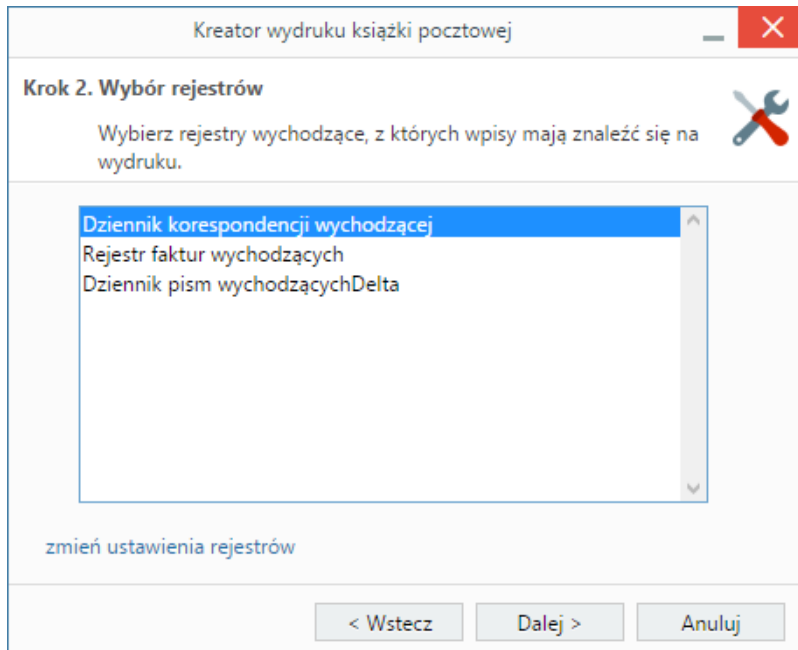 Kreator wydruku książki pocztowej
Krok 2. Wybór rejestrów
Wybierz rejestry wychodzące, z których wpisy mają znaleźć się na
wydruku.
Dziennik korespondencji wychodzącej
Rejestr faktur wychodzących
Dziennik pism wychodzącychDelta
zmień ustawienia rejestrów
< Wstecz
Dalej >
Anuluj